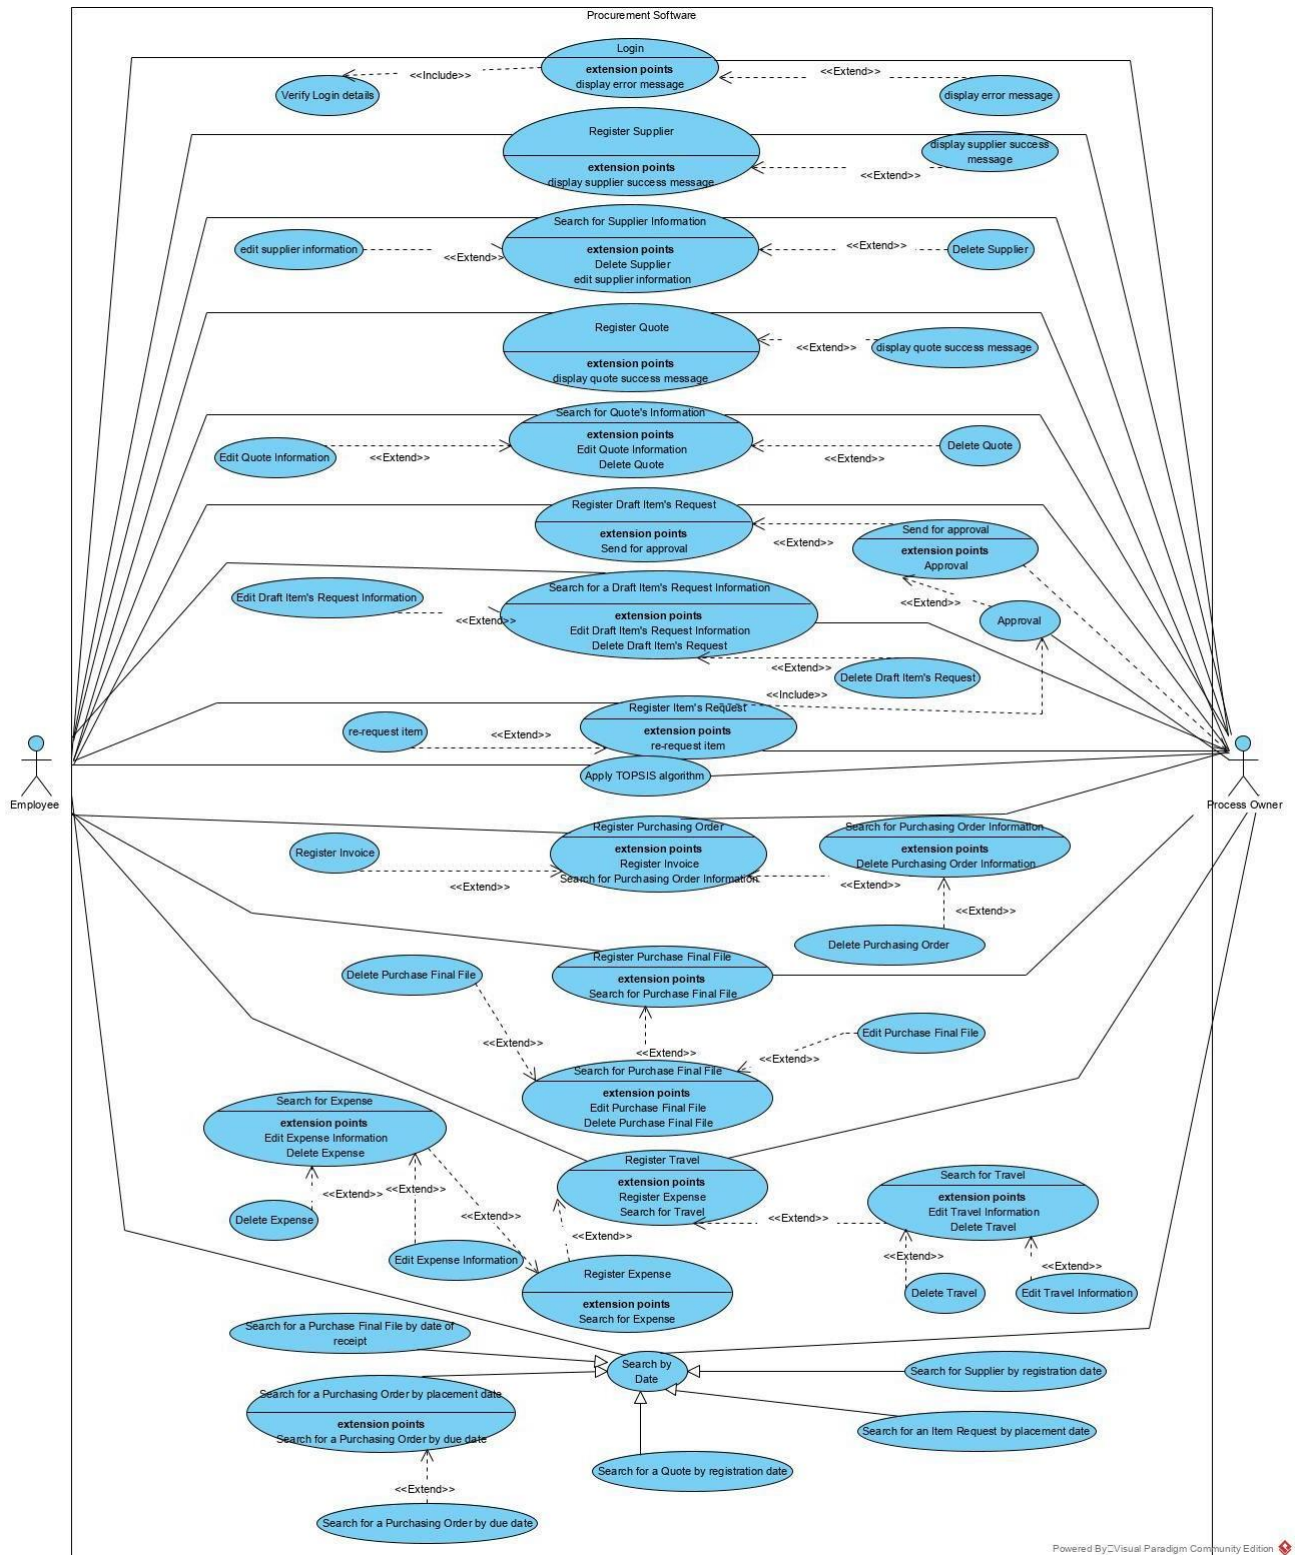 Procurement Software
Login
extension points
display error message
<<Include>>
<<Extend>>
Verify Login details
display error message
Register Supplier
extension points
display supplier success message
display supplier success
message
<<Extend>>
Search for Supplier Information
extension points
Delete Supplier
edit supplier information
edit supplier information
<<Extend>>
<<Extend>>
Delete Supplier
Register Quote
extension points
display quote success message
<<Extend>>
display quote success message
Search for Quote's Information
extension points
Edit Quote Information
Delete Quote
Edit Quote Information
<<Extend>>
<<Extend>>
Delete Quote
Register Draft Item's Request
extension points
Send for approval
<<Extend>>
Send for approval
extension points
Approval
<<Extend>>
Approval
Edit Draft Item's Request Information
<<Extend>>
Search for a Draft Item's Request Information
extension points
Edit Draft Item's Request Information
Delete Draft Item's Request
<<Extend>>
Delete Draft Item's Request
<<Include>>
Register Item's Request
extension points
re-request item
re-request item
<<Extend>>
Apply TOPSIS algorithm
Employee
Process Owner
Register Purchasing Order
extension points
Register Invoice
Search for Purchasing Order Information
Register Invoice
<<Extend>>
Search for Purchasing Order Information
extension points
Delete Purchasing Order Information
<<Extend>>
<<Extend>>
Delete Purchasing Order
Register Purchase Final File
extension points
Search for Purchase Final File
Delete Purchase Final File
<<Extend>>
<<Extend>>
<<Extend>>
Edit Purchase Final File
Search for Purchase Final File
extension points
Edit Purchase Final File
Delete Purchase Final File
Search for Expense
extension points
Edit Expense Information
Delete Expense
<<Extend>>
<<Extend>>
<<Extend>>
Delete Expense
Edit Expense Information
Register Travel
extension points
Register Expense
Search for Travel
<<Extend>>
<<Extend>>
Search for Travel
extension points
Edit Travel Information
Delete Travel
<<Extend>>
<<Extend>>
Delete Travel
Edit Travel Information
Register Expense
extension points
Search for Expense
Search for a Purchase Final File by date of
receipt
Search by
Date
Search for Supplier by registration date
Search for a Purchasing Order by placement date
extension points
Search for a Purchasing Order by due date
Search for an Item Request by placement date
Search for a Quote by registration date
<<Extend>>
Search for a Purchasing Order by due date
Powered By Visual Paradigm Community Edition